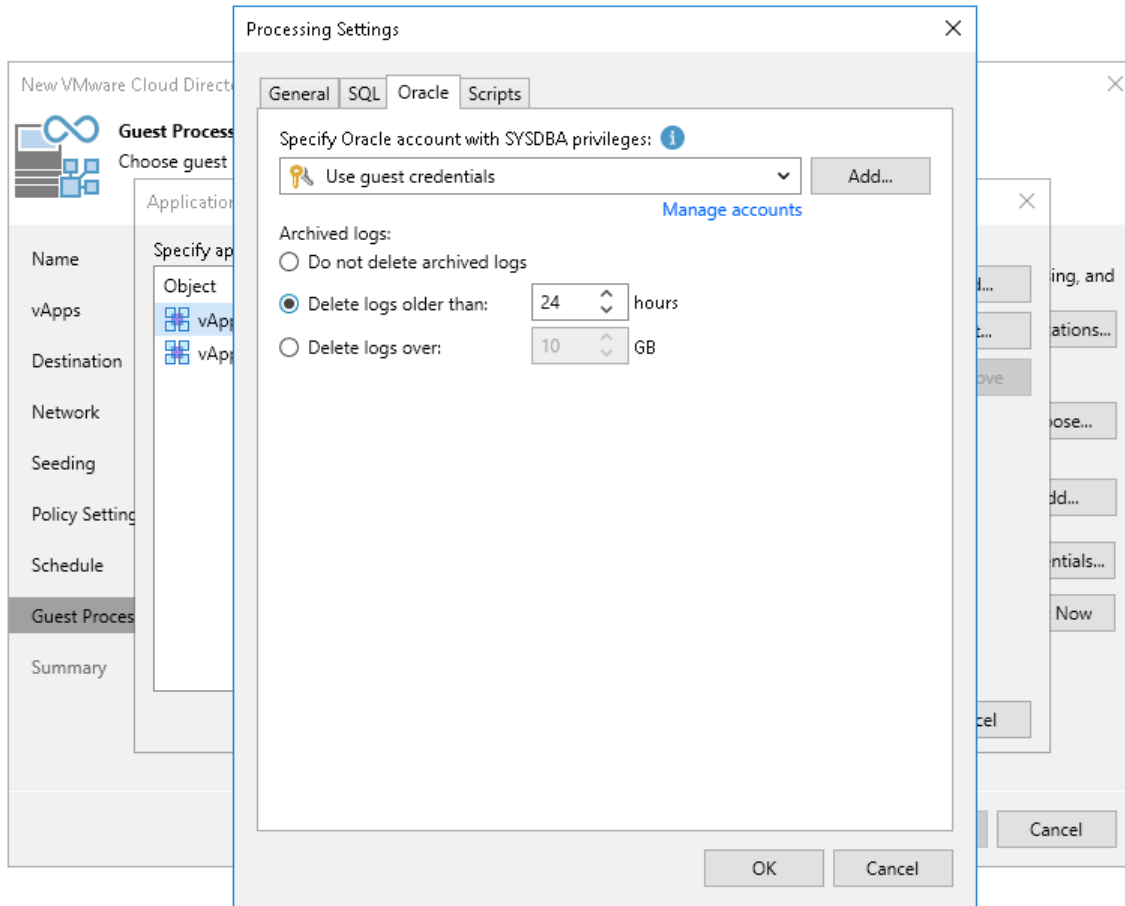 Processing Settings
New VMware Cloud Direct
Guest Process
Choose guest
General SQL Oracle Scripts
Specify Oracle account with SYSDBA privileges:
Use guest credentials Add...
Manage accounts
Archived logs:
Do not delete archived logs
Delete logs older than: 24 hours
Delete logs over: 10 GB
OK Cancel
Application
Specify ap
Object
vApp
vApp
Name
vApps
Destination
Network
Seeding
Policy Setting
Schedule
Guest Proces
Summary
ing, and
ations...
ove
ose...
dd...
entials...
Now
cel
Cancel